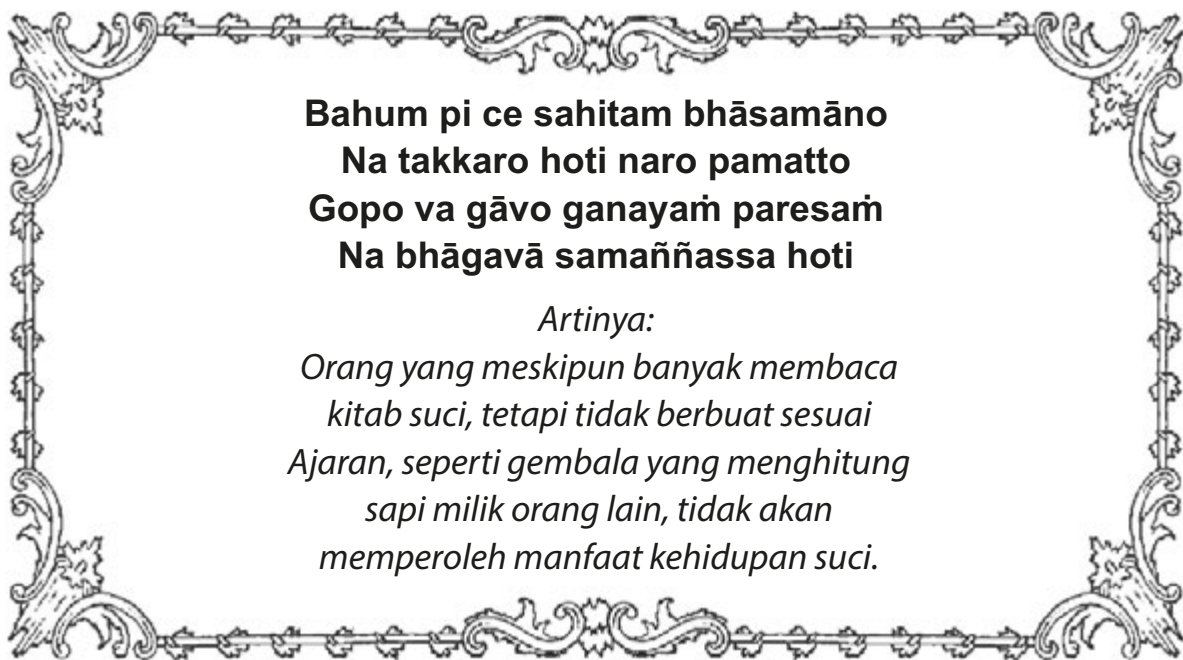 Bahum pi ce sahitam bhāsamāno
Na takkaro hoti naro pamatto
Gopo va gāvo ganayaṁ paresaṁ
Na bhāgavā samaññassa hoti
Artinya:
Orang yang meskipun banyak membaca
kitab suci, tetapi tidak berbuat sesuai
Ajaran, seperti gembala yang menghitung
sapi milik orang lain, tidak akan
memperoleh manfaat kehidupan suci.